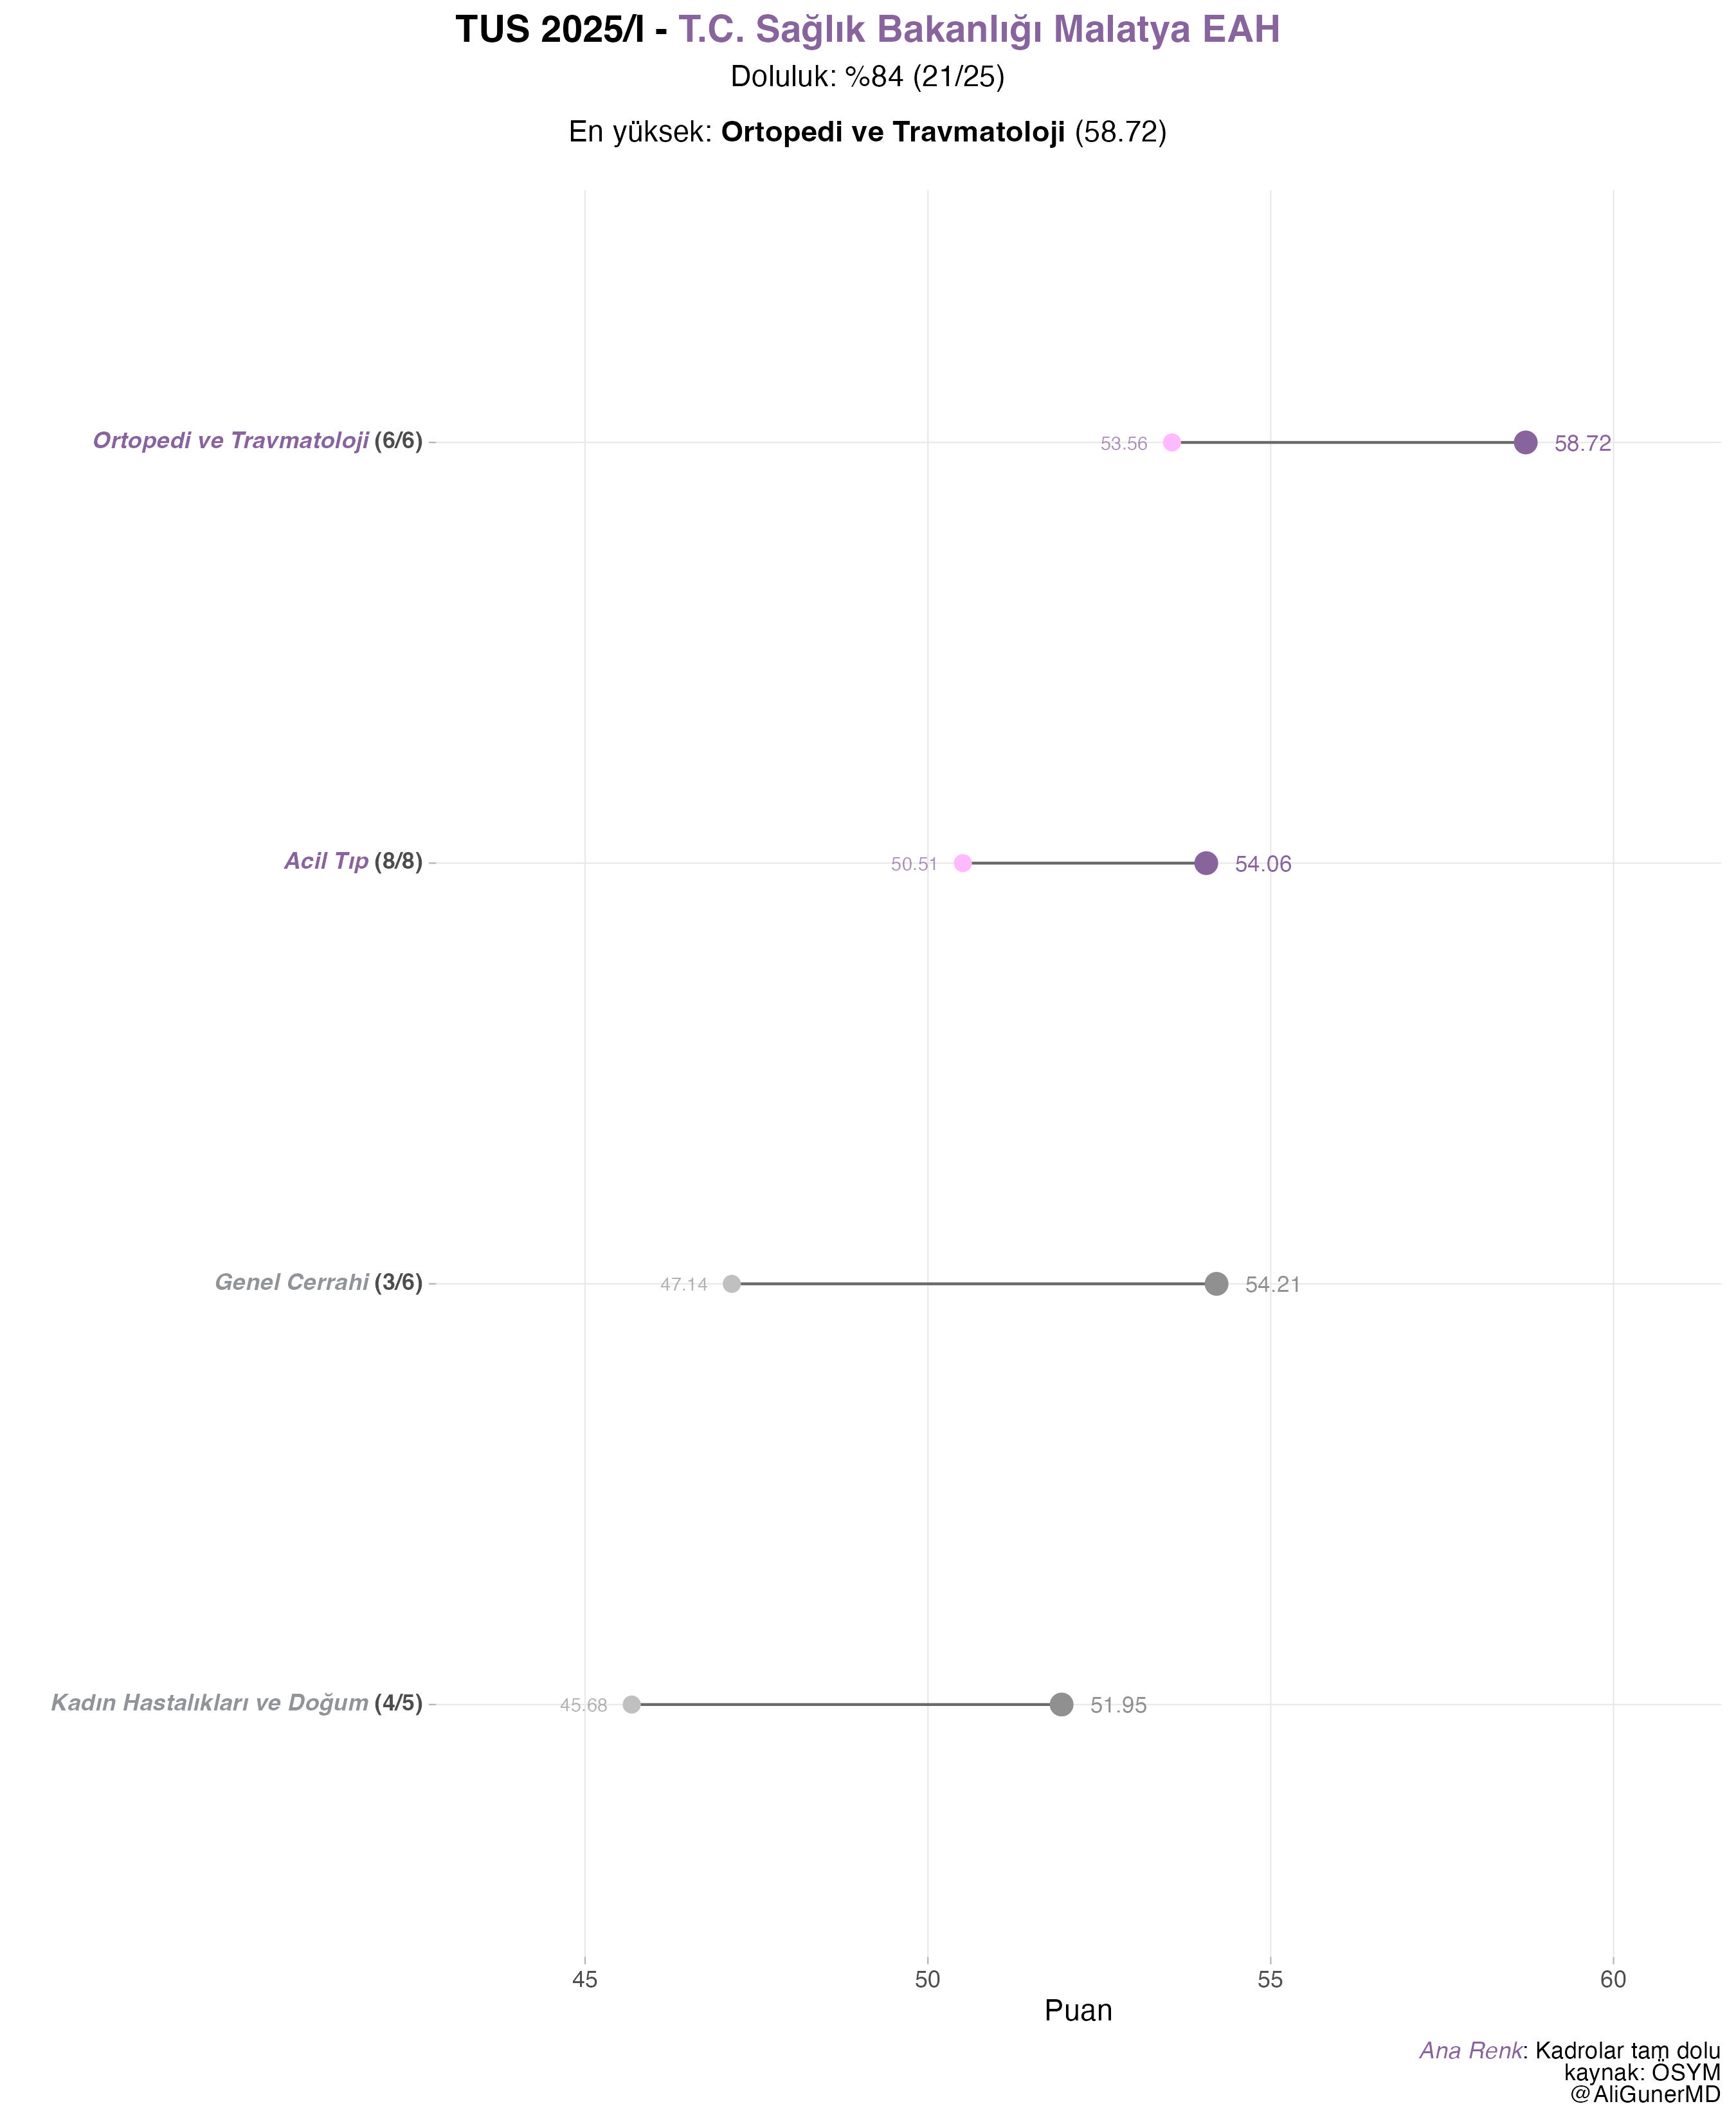 TUS 2025/I - T.C. Sağlık Bakanlığı Malatya EAH
Doluluk: %84 (21/25)
En yüksek: Ortopedi ve Travmatoloji (58.72)
Ortopedi ve Travmatoloji (6/6)
53.56
58.72
Acil Tıp (8/8)
50.51
54.06
Genel Cerrahi (3/6)
47.14
54.21
Kadın Hastalıkları ve Doğum (4/5)
45.68
51.95
45
50
55
60
Puan
Ana Renk: Kadrolar tam dolu
kaynak: ÖSYM
@AliGunerMD